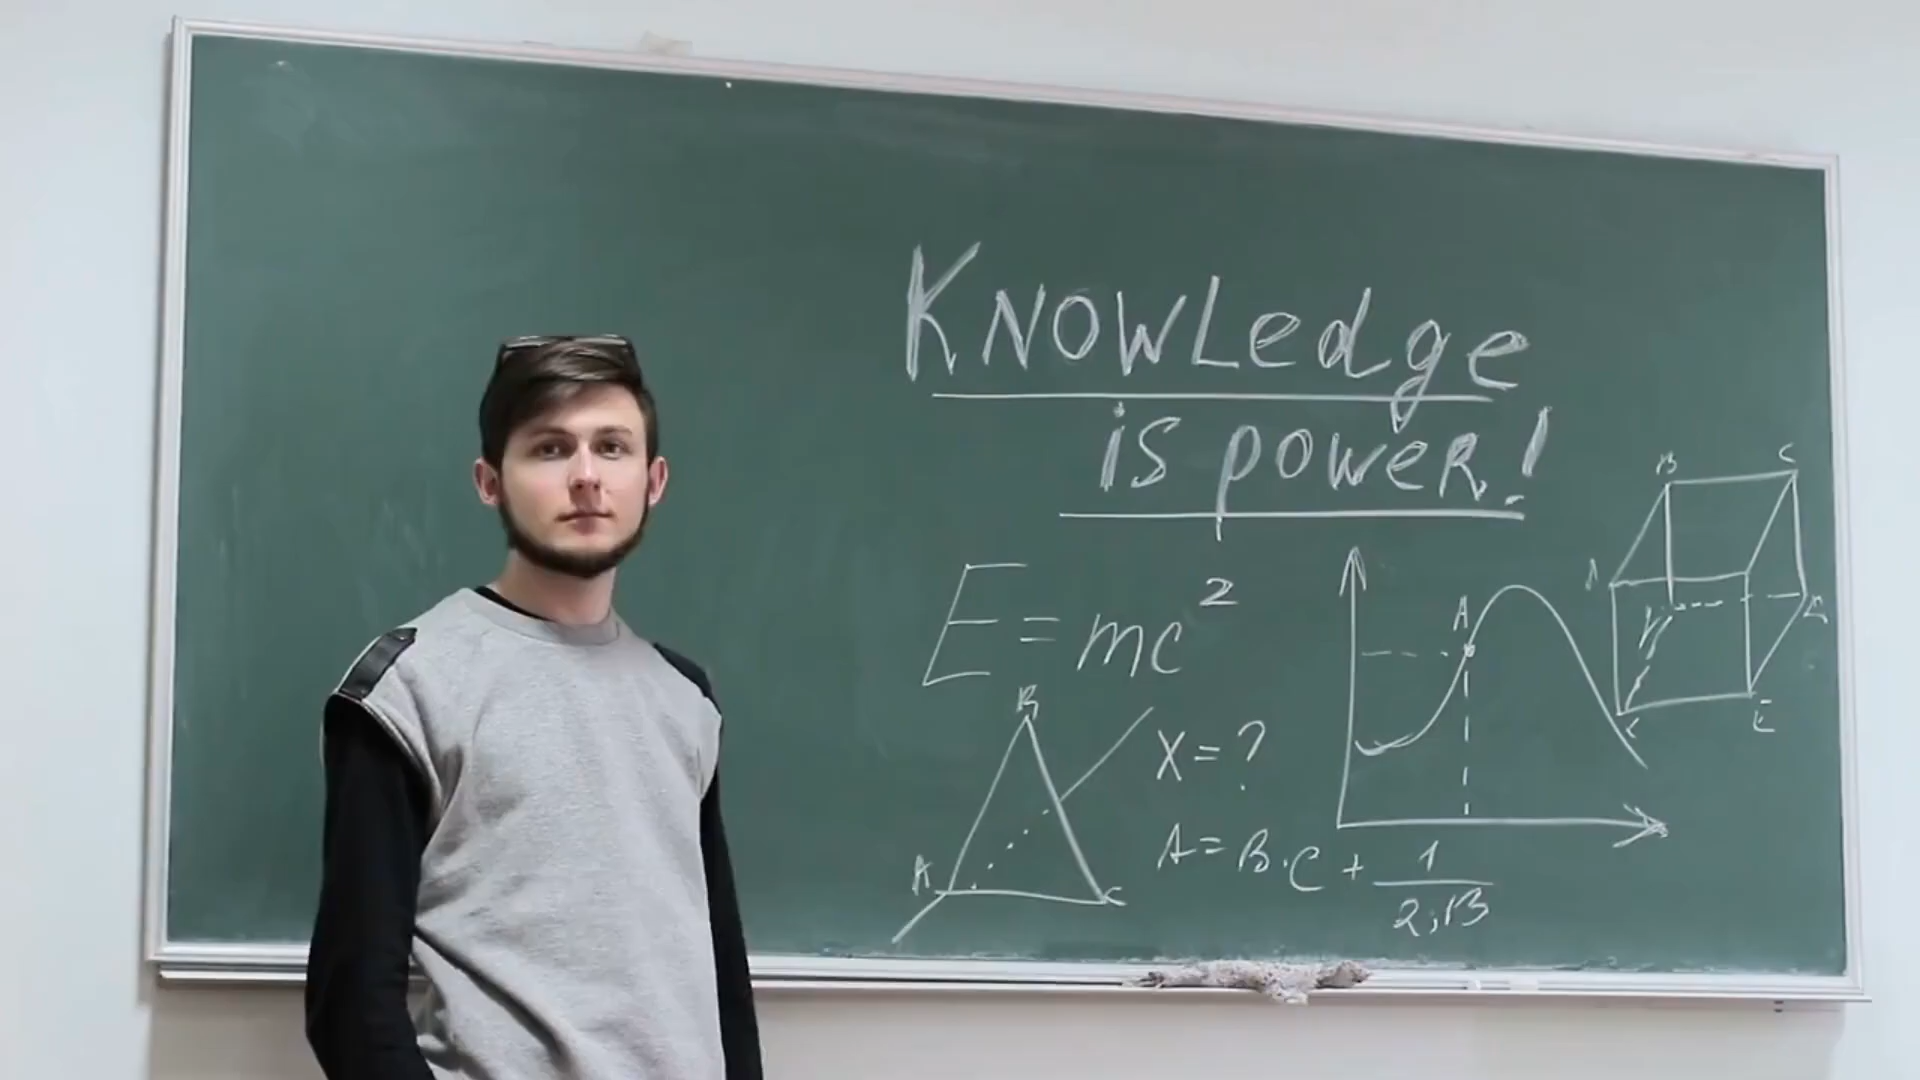 Knowledge
is power!
E=mc²
B
A
C
X=?
A=B·C+1/2;13
A
B
C
E